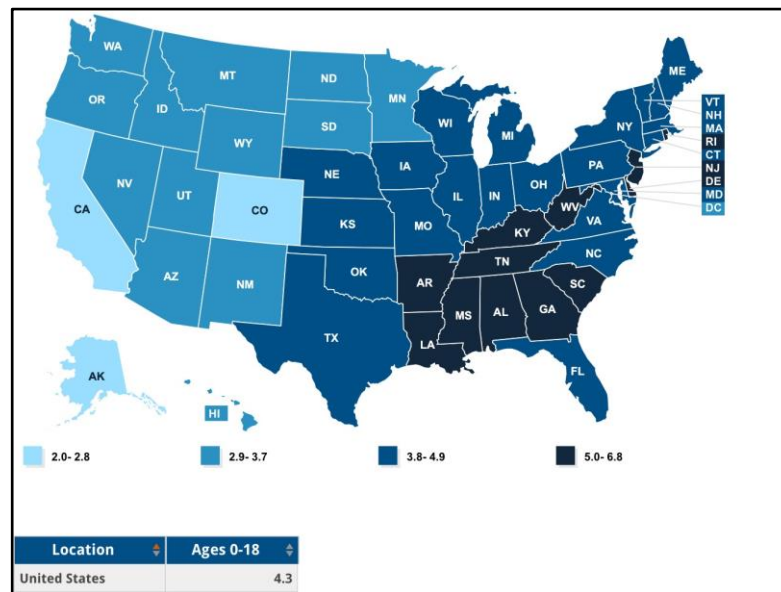 WA
MT
ND
MN
OR
ID
SD
WY
WI
MI
ME
NY
VT
NH
MA
RI
CT
NJ
DE
MD
DC
NV
UT
CA
CO
NE
IA
IL
IN
OH
PA
WV
VA
KS
MO
KY
NC
AZ
NM
OK
AR
TN
SC
TX
LA
MS
AL
GA
FL
AK
HI
2.0- 2.8
2.9- 3.7
3.8- 4.9
5.0- 6.8
Location Ages 0-18
United States 4.3